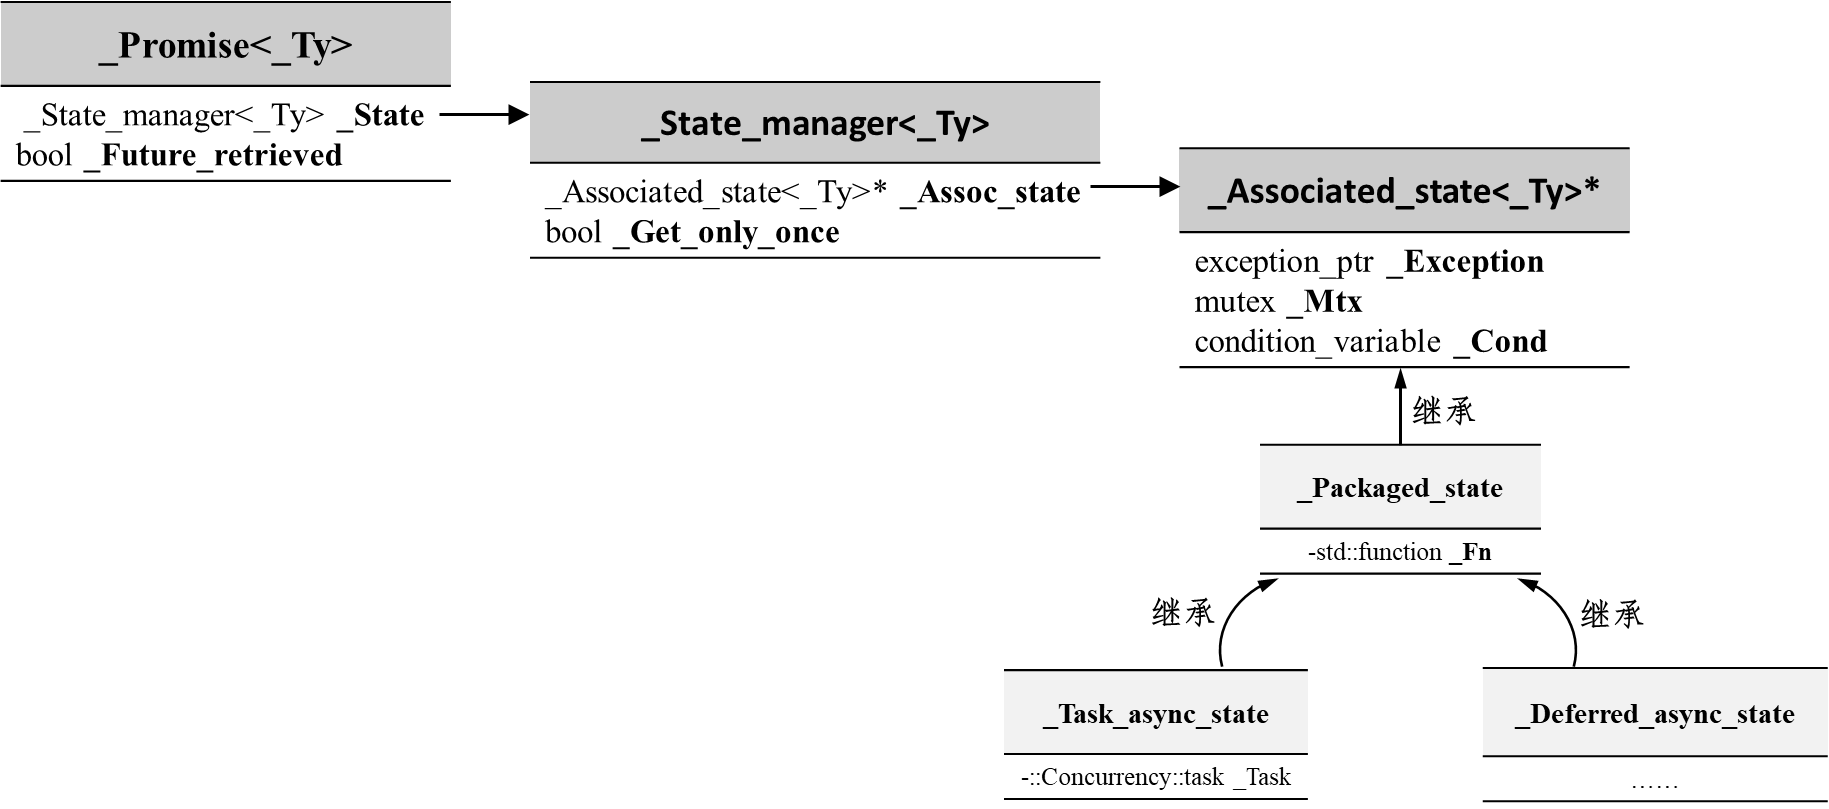 _Promise<_Ty>
_State_manager<_Ty> _State
bool _Future_retrieved
_State_manager<_Ty>
_Associated_state<_Ty>* _Assoc_state
bool _Get_only_once
_Associated_state<_Ty>*
exception_ptr _Exception
mutex _Mtx
condition_variable _Cond
继承
_Packaged_state
-std::function _Fn
继承
继承
_Task_async_state
-::Concurrency::task _Task
_Deferred_async_state
……